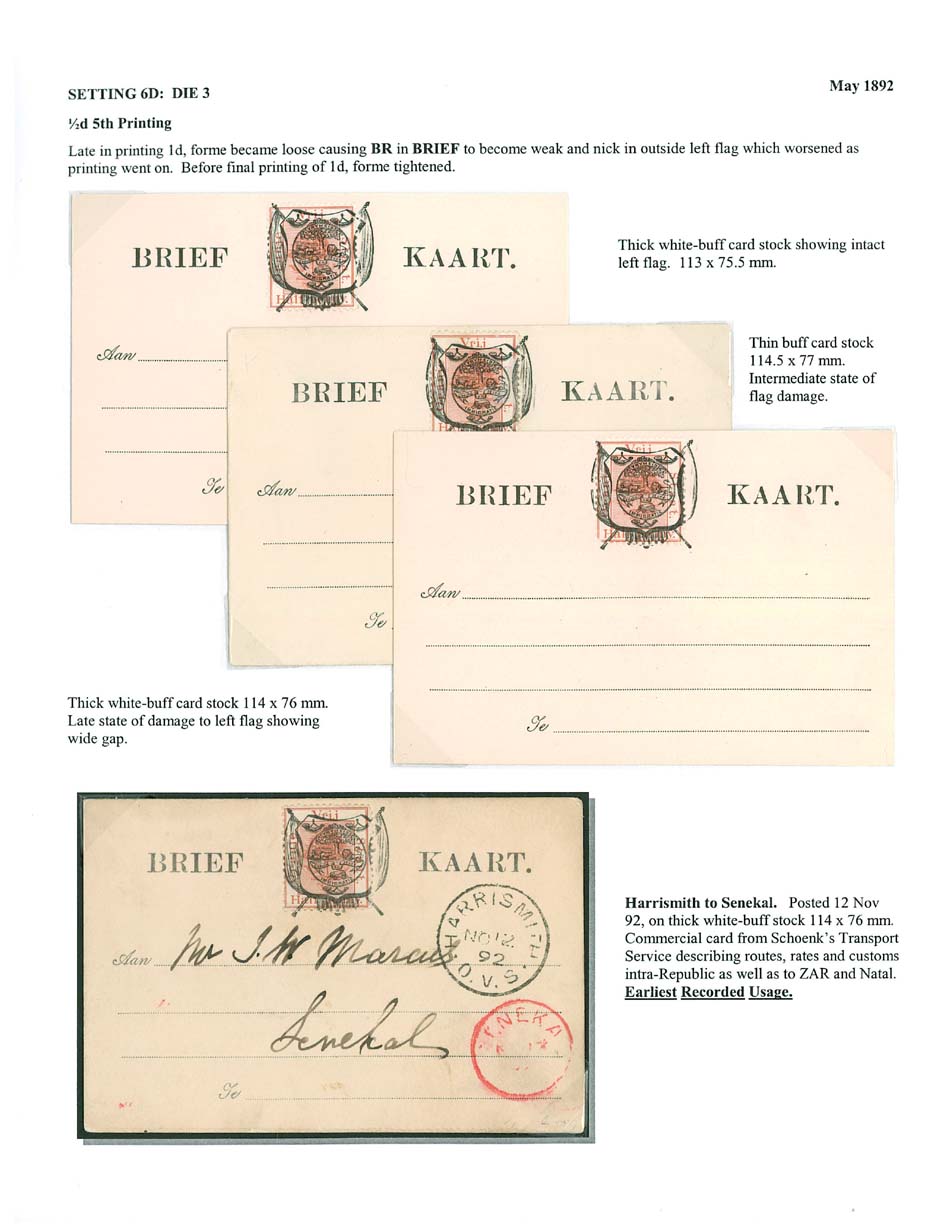 May 1892
SETTING 6D: DIE 3
½d 5th Printing
Late in printing 1d, forme became loose causing BR in BRIEF to become weak and nick in outside left flag which worsened as
printing went on. Before final printing of 1d, forme tightened.
BRIEF KAART.
Aan
Te
Thick white-buff card stock showing intact
left flag. 113 x 75.5 mm.
Vrij
BRIEF KAART.
Aan
Te
Thin buff card stock
114.5 x 77 mm.
Intermediate state of
flag damage.
Vrij
BRIEF KAART.
Aan
Te
Thick white-buff card stock 114 x 76 mm.
Late state of damage to left flag showing
wide gap.
Vrij
BRIEF KAART.
HARRISMITH
NO 12
92
O.V.S.
Aan Mr J. W Marcus
Senekal
SENEKA
Te
Harrismith to Senekal. Posted 12 Nov
92, on thick white-buff stock 114 x 76 mm.
Commercial card from Schoenk's Transport
Service describing routes, rates and customs
intra-Republic as well as to ZAR and Natal.
Earliest Recorded Usage.